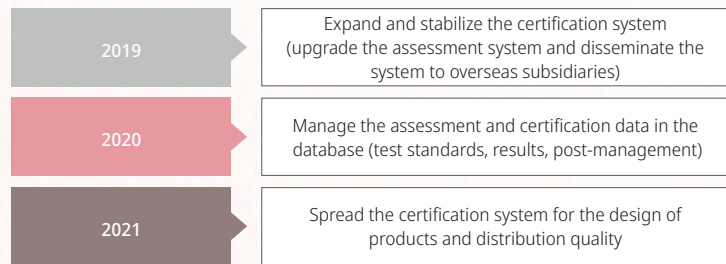 2019
Expand and stabilize the certification system
(upgrade the assessment system and disseminate the
system to overseas subsidiaries)
2020
Manage the assessment and certification data in the
database (test standards, results, post-management)
2021
Spread the certification system for the design of
products and distribution quality